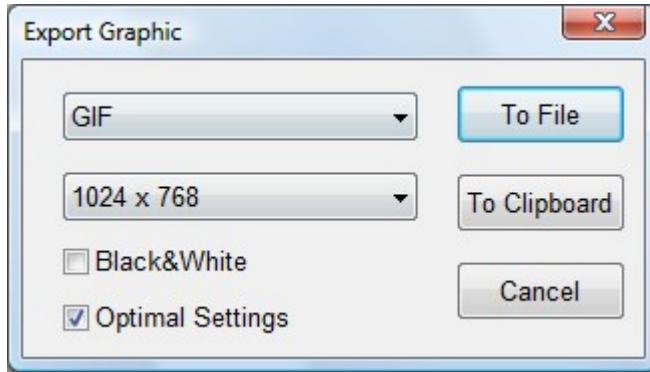 Export Graphic
GIF
To File
1024 x 768
To Clipboard
Black&White
Cancel
Optimal Settings